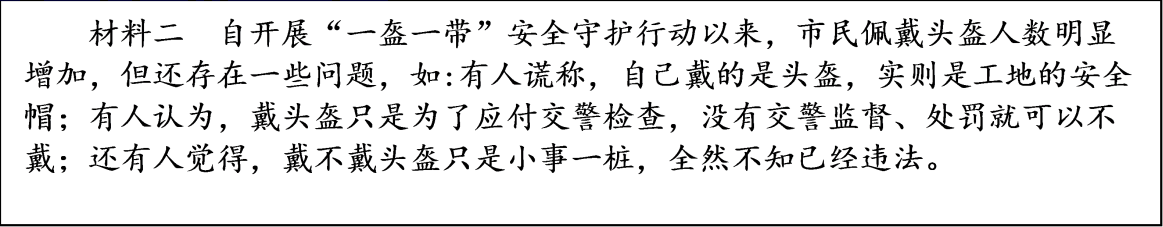 材料二　自开展“一盔一带”安全守护行动以来，市民佩戴头盔人数明显
增加，但还存在一些问题，如:有人谎称，自己戴的是头盔，实则是工地的安全
帽；有人认为，戴头盔只是为了应付交警检查，没有交警监督、处罚就可以不
戴；还有人觉得，戴不戴头盔只是小事一桩，全然不知已经违法。